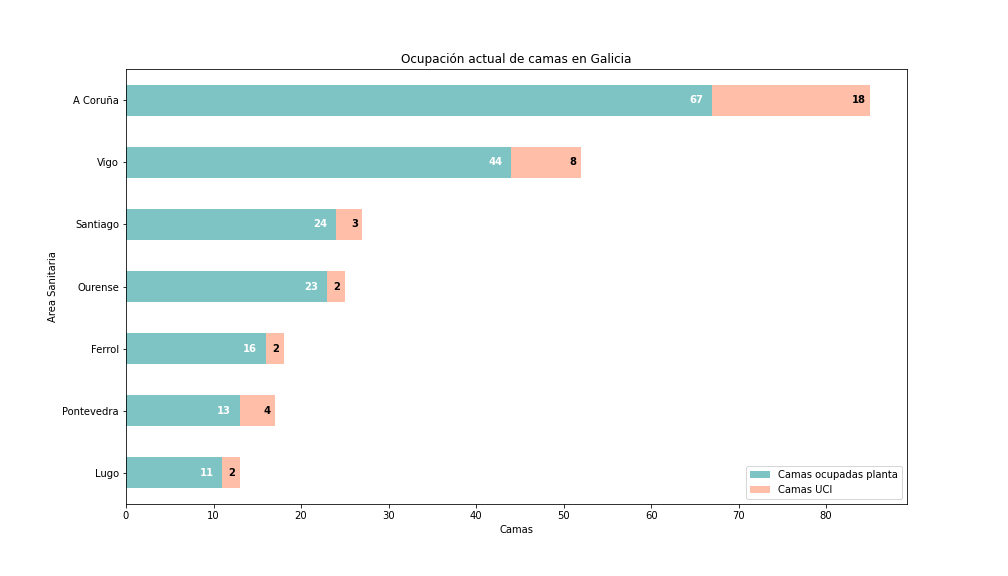 Ocupación actual de camas en Galicia
A Coruña 67 18
Vigo 44 8
Santiago 24 3
Area Sanitaria
Ourense 23 2
Ferrol 16 2
Pontevedra 13 4
Lugo 11 2
Camas ocupadas planta
Camas UCI
0 10 20 30 40 50 60 70 80
Camas